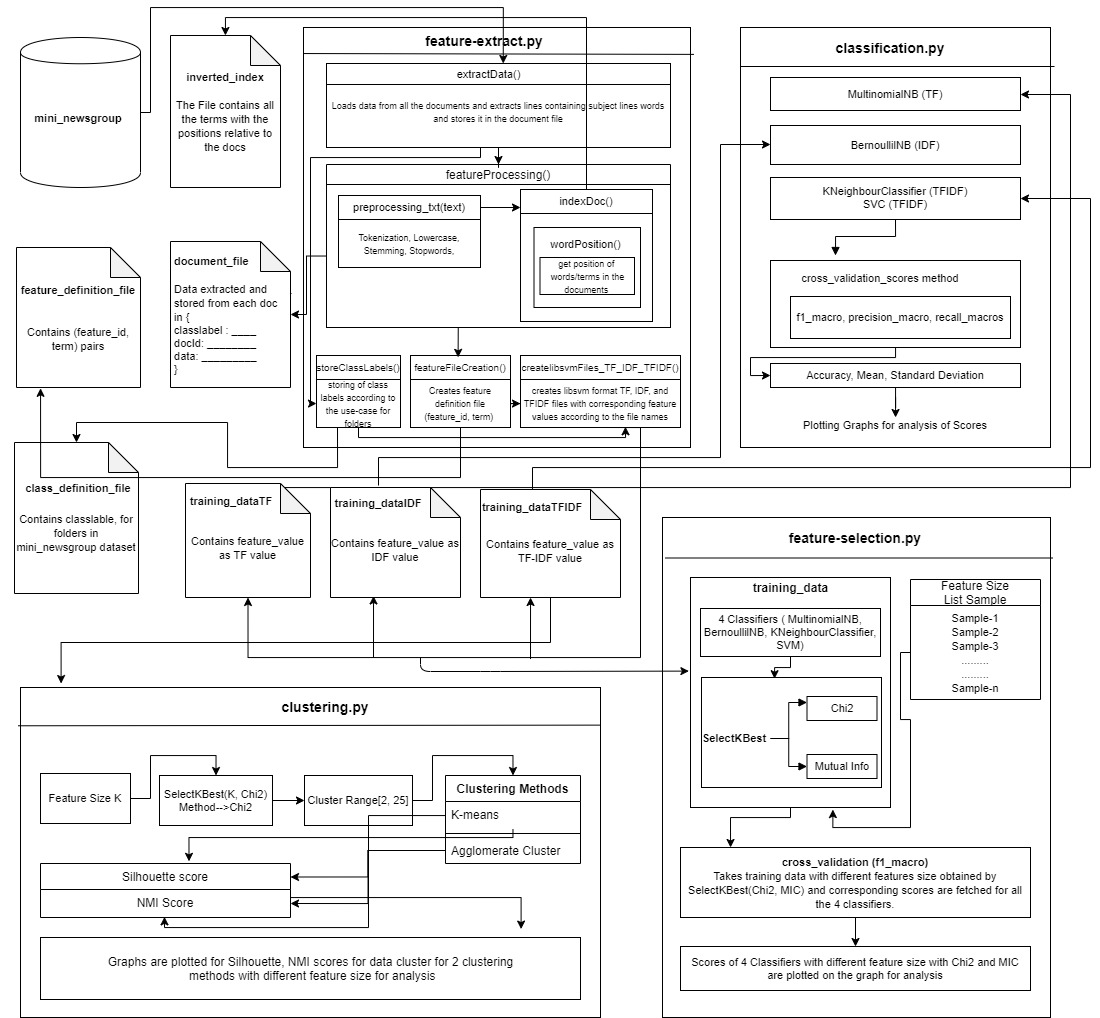 mini_newsgroup
inverted_index
The File contains all
the terms with the
positions relative to
the docs
feature-extract.py
extractData()
Loads data from all the documents and extracts lines containing subject lines words
and stores it in the document file
featureProcessing()
preprocessing_txt(text)
Tokenization, Lowercase,
Stemming, Stopwords,
indexDoc()
wordPosition()
get position of
words/terms in the
documents
storeClassLabels()
storing of class
labels according to
the use-case for
folders
featureFileCreation()
Creates feature
definition file
(feature_id, term)
createlibsvmFiles_TF_IDF_TFIDF()
creates libsvm format TF, IDF, and
TFIDF files with corresponding feature
values according to the file names
classification.py
MultinomialNB (TF)
BernoulliINB (IDF)
KNeighbourClassifier (TFIDF)
SVC (TFIDF)
cross_validation_scores method
f1_macro, precision_macro, recall_macros
Accuracy, Mean, Standard Deviation
Plotting Graphs for analysis of Scores
feature_definition_file
Contains (feature_id,
term) pairs
document_file
Data extracted and
stored from each doc
in {
classlabel : ____
docId: ________
data: _________
}
class_definition_file
Contains classlable, for
folders in
mini_newsgroup dataset
training_dataTF
Contains feature_value
as TF value
training_dataIDF
Contains feature_value as
IDF value
training_dataTFIDF
Contains feature_value as
TF-IDF value
feature-selection.py
training_data
4 Classifiers ( MultinomialNB,
BernoulliINB, KNeighbourClassifier,
SVM)
SelectKBest
Chi2
Mutual Info
Feature Size
List Sample
Sample-1
Sample-2
Sample-3
.........
.........
Sample-n
cross_validation (f1_macro)
Takes training data with different features size obtained by
SelectKBest(Chi2, MIC) and corresponding scores are fetched for all
the 4 classifiers.
Scores of 4 Classifiers with different feature size with Chi2 and MIC
are plotted on the graph for analysis
clustering.py
Feature Size K
SelectKBest(K, Chi2)
Method-->Chi2
Cluster Range[2, 25]
Clustering Methods
K-means
Agglomerate Cluster
Silhouette score
NMI Score
Graphs are plotted for Silhouette, NMI scores for data cluster for 2 clustering
methods with different feature size for analysis